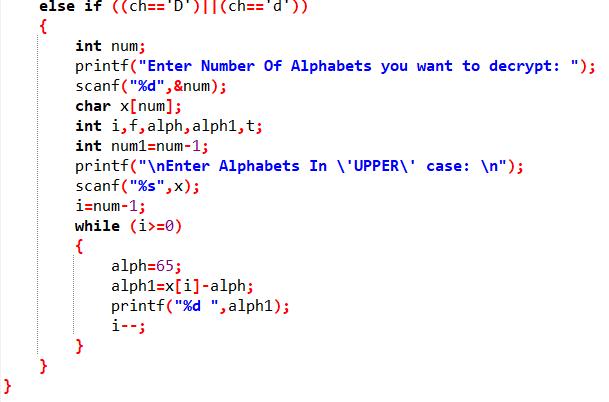 else if ((ch=='D')||(ch=='d'))
{
int num;
printf("Enter Number Of Alphabets you want to decrypt: ");
scanf("%d",&num);
char x[num];
int i,f,alph,alph1,t;
int num1=num-1;
printf("\nEnter Alphabets In \'UPPER\' case: \n");
scanf("%s",x);
i=num-1;
while (i>=0)
{
alph=65;
alph1=x[i]-alph;
printf("%d ",alph1);
i--;
}
}
}